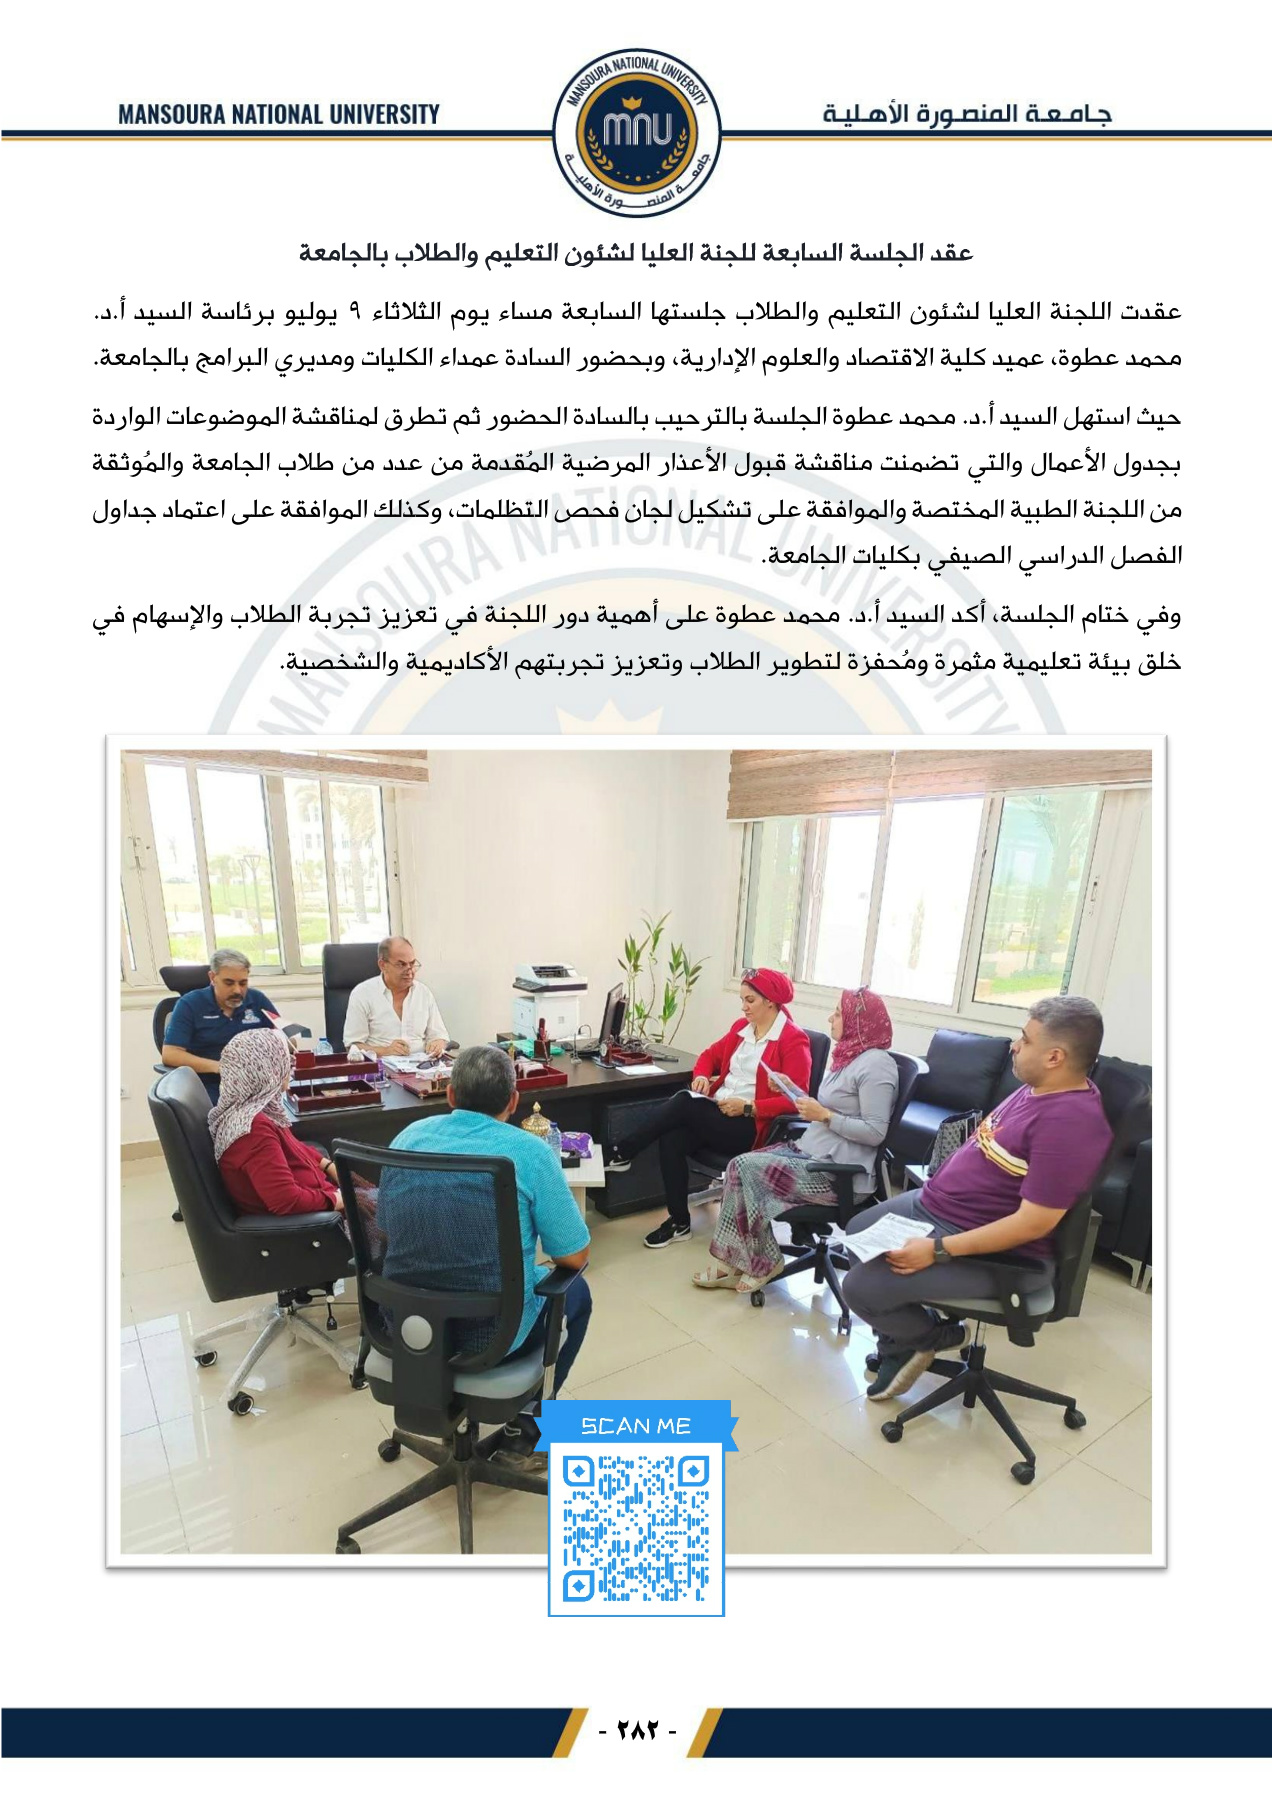 MANSOURA NATIONAL UNIVERSITY
جامعة المنصورة الأهلية
MANSOURA NATIONAL UNIVERSITY
mnu
جامعة المنصورة الأهلية
عقد الجلسة السابعة للجنة العليا لشئون التعليم والطلاب بالجامعة
عقدت اللجنة العليا لشئون التعليم والطلاب جلستها السابعة مساء يوم الثلاثاء ٩ يوليو برئاسة السيد أ.د.
محمد عطوة، عميد كلية الاقتصاد والعلوم الإدارية، وبحضور السادة عمداء الكليات ومديري البرامج بالجامعة.
حيث استهل السيد أ.د. محمد عطوة الجلسة بالترحيب بالسادة الحضور ثم تطرق لمناقشة الموضوعات الواردة
بجدول الأعمال والتي تضمنت مناقشة قبول الأعذار المرضية المُقدمة من عدد من طلاب الجامعة والمُوثقة
من اللجنة الطبية المختصة والموافقة على تشكيل لجان فحص التظلمات، وكذلك الموافقة على اعتماد جداول
الفصل الدراسي الصيفي بكليات الجامعة.
وفي ختام الجلسة، أكد السيد أ.د. محمد عطوة على أهمية دور اللجنة في تعزيز تجربة الطلاب والإسهام في
خلق بيئة تعليمية مثمرة ومُحفزة لتطوير الطلاب وتعزيز تجربتهم الأكاديمية والشخصية.
MANSOURA NATIONAL UNIVERSITY
SCAN ME
- ٢٨٢ -